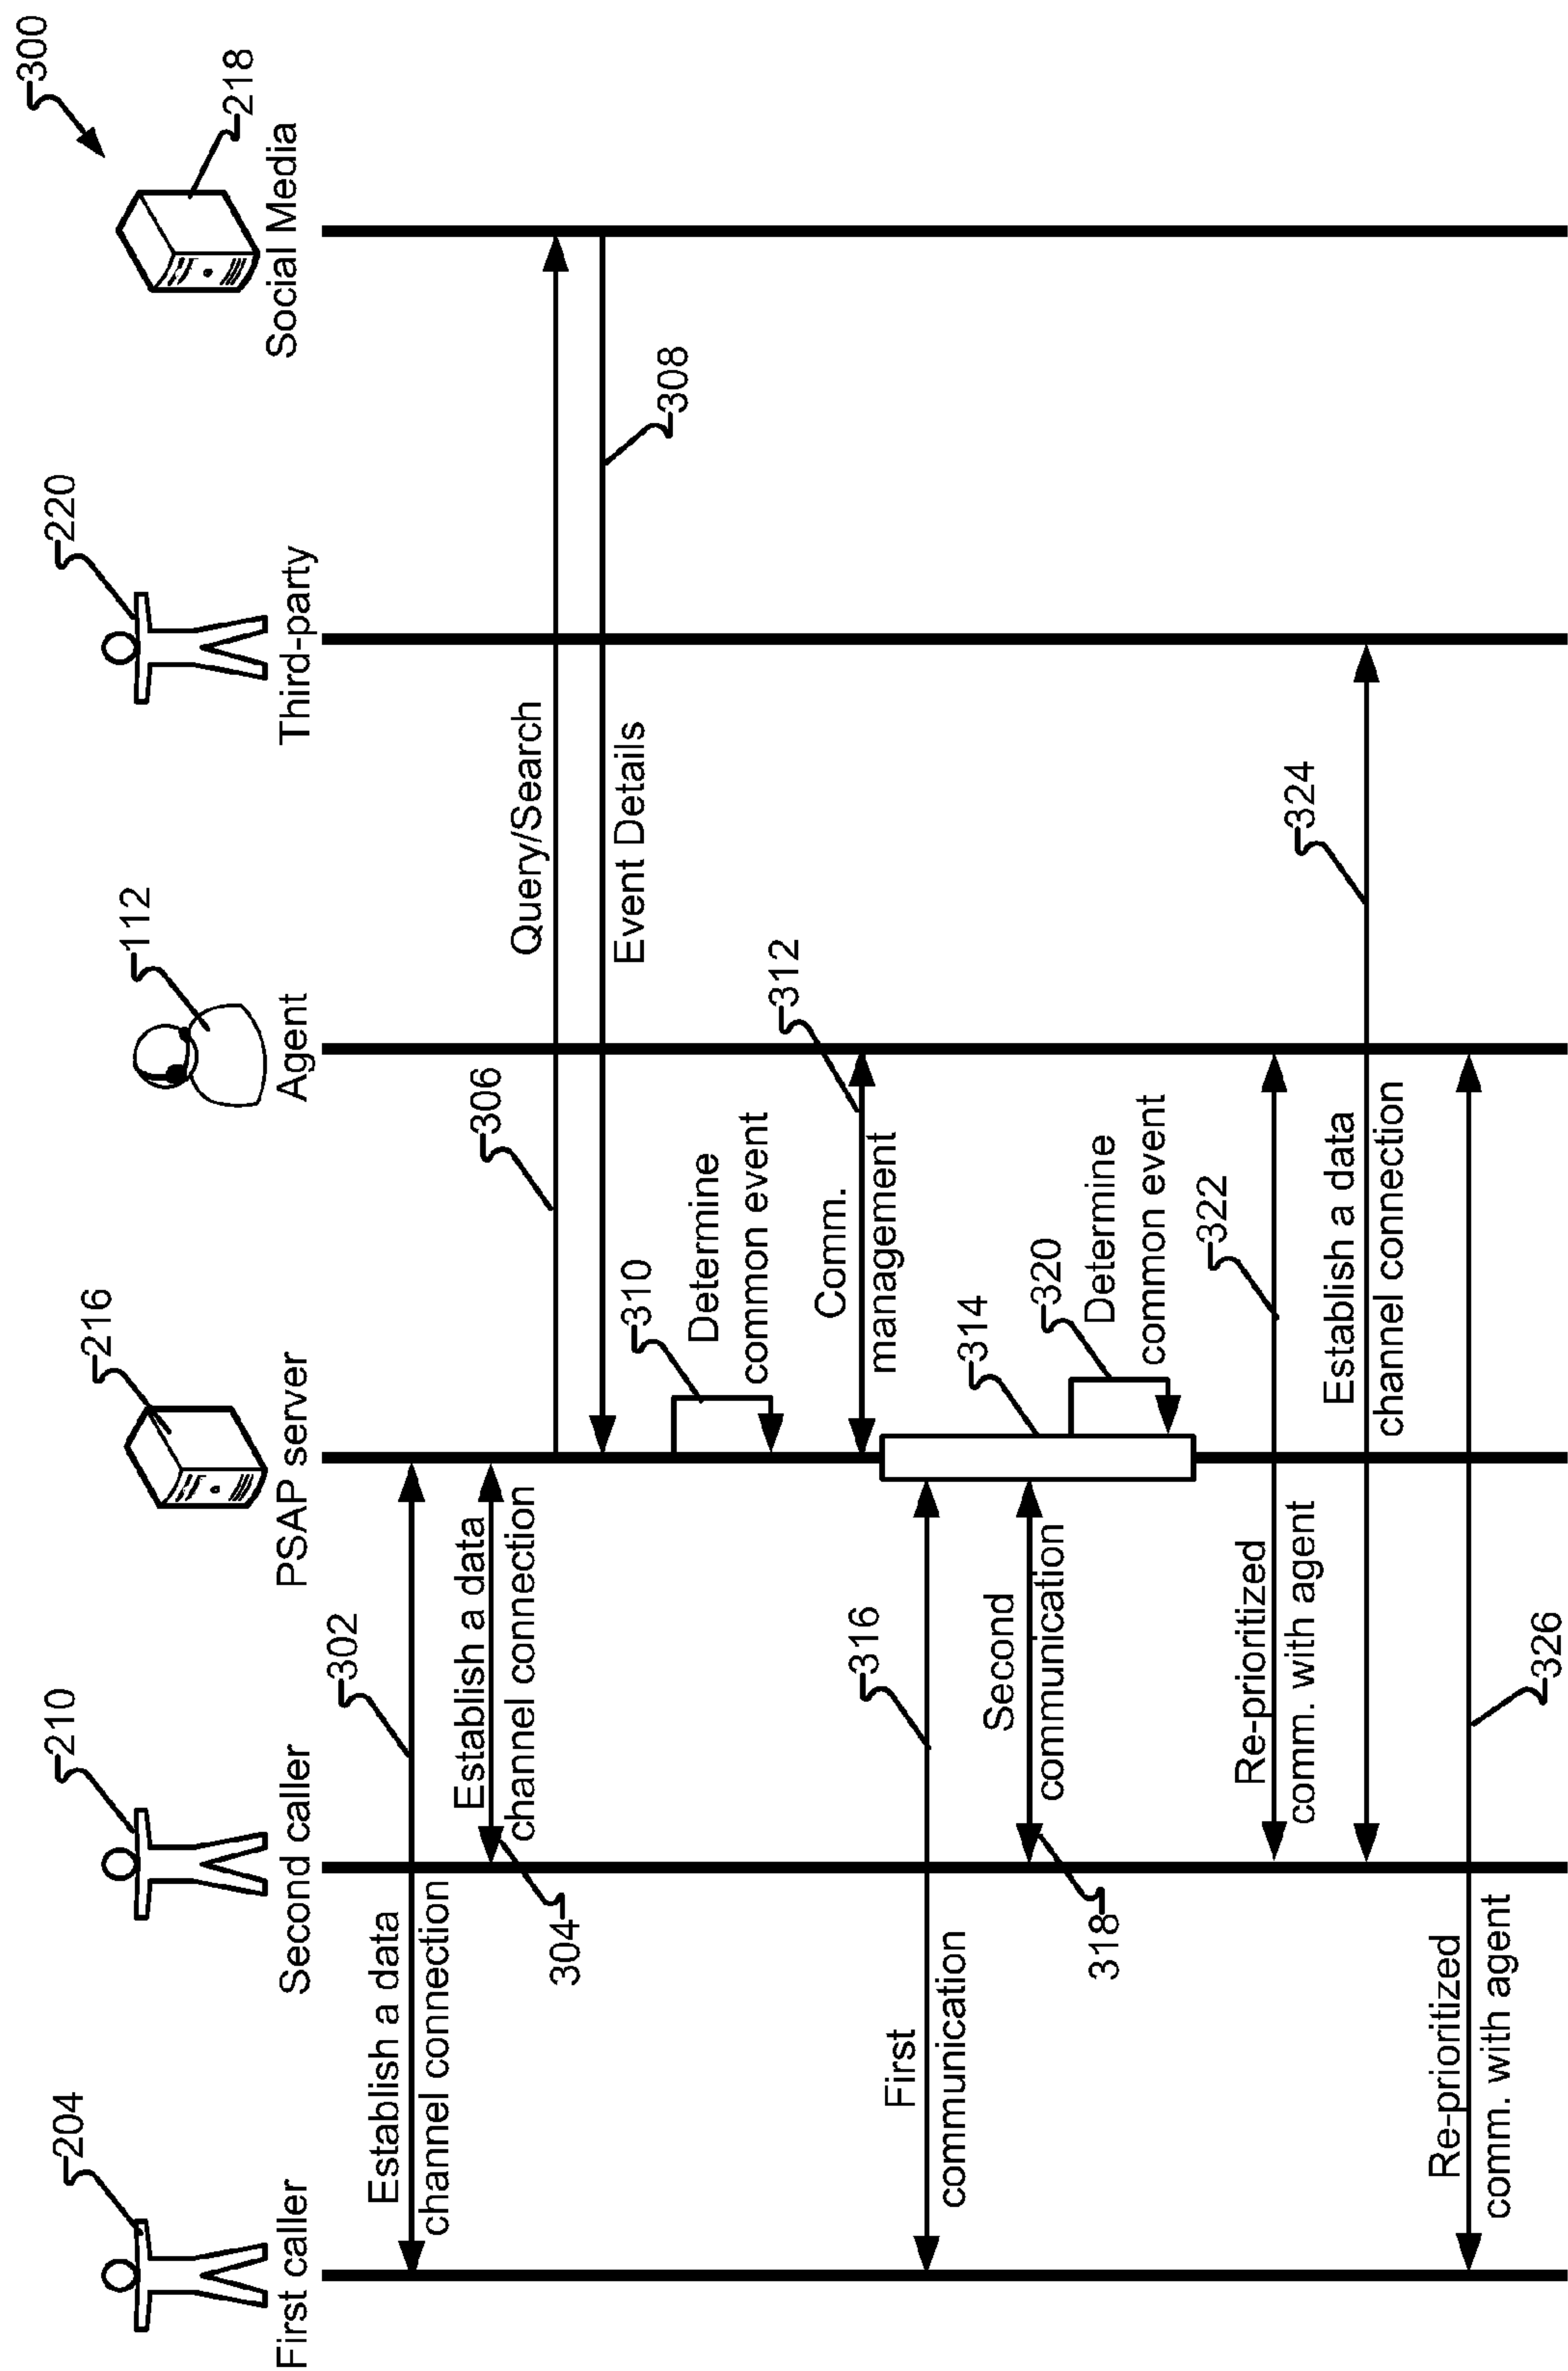 300
204
210
216
112
220
218
First caller
Second caller
PSAP server
Agent
Third-party
Social Media
302
Establish a data
channel connection
Establish a data
channel connection
304
306
Query/Search
308
Event Details
310
Determine
common event
312
Comm.
management
314
316
First
communication
Second
communication
318
320
Determine
common event
322
Re-prioritized
comm. with agent
324
Establish a data
channel connection
Re-prioritized
comm. with agent
326